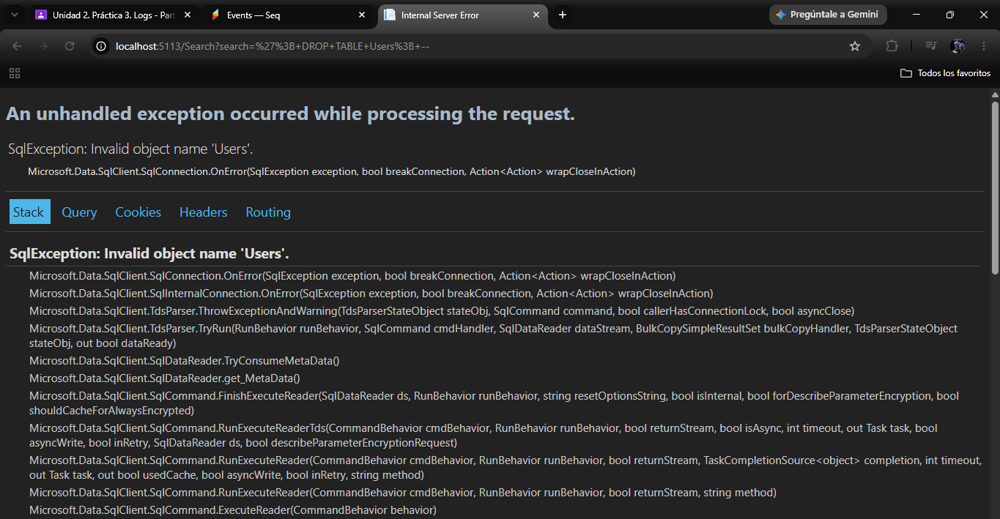 Unidad 2. Práctica 3. Logs - Part
Events — Seq
Internal Server Error
Pregúntale a Gemini
localhost:5113/Search?search=%27%3B+DROP+TABLE+Users%3B+--
Todos los favoritos
An unhandled exception occurred while processing the request.
SqlException: Invalid object name 'Users'.
Microsoft.Data.SqlClient.SqlConnection.OnError(SqlException exception, bool breakConnection, Action<Action> wrapCloseInAction)
Stack Query Cookies Headers Routing
SqlException: Invalid object name 'Users'.
Microsoft.Data.SqlClient.SqlConnection.OnError(SqlException exception, bool breakConnection, Action<Action> wrapCloseInAction)
Microsoft.Data.SqlClient.SqlInternalConnection.OnError(SqlException exception, bool breakConnection, Action<Action> wrapCloseInAction)
Microsoft.Data.SqlClient.TdsParser.ThrowExceptionAndWarning(TdsParserStateObject stateObj, SqlCommand command, bool callerHasConnectionLock, bool asyncClose)
Microsoft.Data.SqlClient.TdsParser.TryRun(RunBehavior runBehavior, SqlCommand cmdHandler, SqlDataReader dataStream, BulkCopySimpleResultSet bulkCopyHandler, TdsParserStateObject
stateObj, out bool dataReady)
Microsoft.Data.SqlClient.SqlDataReader.TryConsumeMetaData()
Microsoft.Data.SqlClient.SqlDataReader.get_MetaData()
Microsoft.Data.SqlClient.SqlCommand.FinishExecuteReader(SqlDataReader ds, RunBehavior runBehavior, string resetOptionsString, bool isInternal, bool forDescribeParameterEncryption, bool
shouldCacheForAlwaysEncrypted)
Microsoft.Data.SqlClient.SqlCommand.RunExecuteReaderTds(CommandBehavior cmdBehavior, RunBehavior runBehavior, bool returnStream, bool isAsync, int timeout, out Task task, bool
asyncWrite, bool inRetry, SqlDataReader ds, bool describeParameterEncryptionRequest)
Microsoft.Data.SqlClient.SqlCommand.RunExecuteReader(CommandBehavior cmdBehavior, RunBehavior runBehavior, bool returnStream, TaskCompletionSource<object> completion, int timeout,
out Task task, out bool usedCache, bool asyncWrite, bool inRetry, string method)
Microsoft.Data.SqlClient.SqlCommand.RunExecuteReader(CommandBehavior cmdBehavior, RunBehavior runBehavior, bool returnStream, string method)
Microsoft.Data.SqlClient.SqlCommand.ExecuteReader(CommandBehavior behavior)